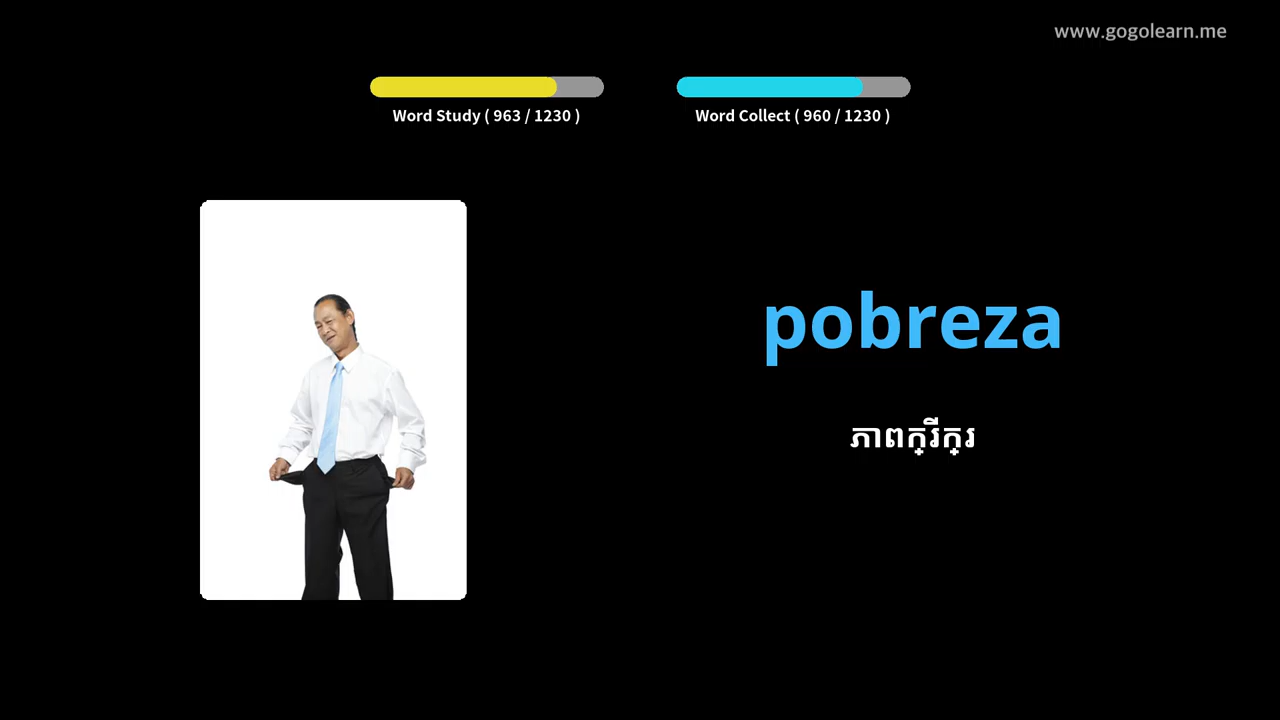 www.gogolearn.me
Word Study ( 963 / 1230 )
Word Collect ( 960 / 1230 )
pobreza
ភាពក្រីក្រ